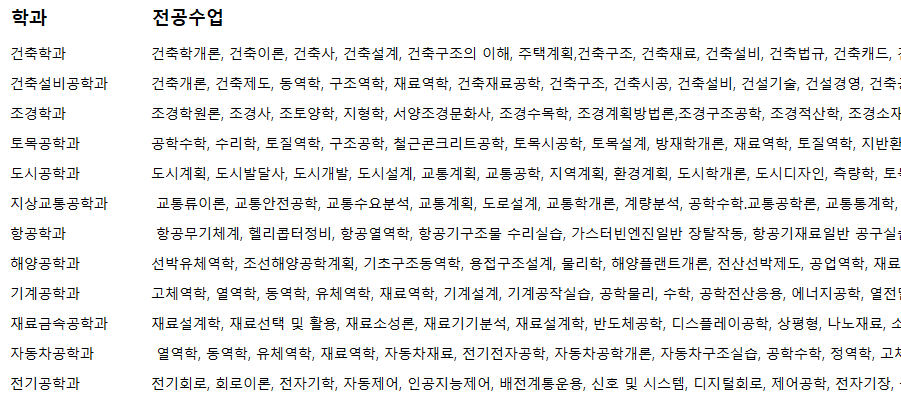 학과 전공수업
건축학과 건축학개론, 건축이론, 건축사, 건축설계, 건축구조의 이해, 주택계획,건축구조, 건축재료, 건축설비, 건축법규, 건축캐드,
건축설비공학과 건축개론, 건축제도, 동역학, 구조역학, 재료역학, 건축재료공학, 건축구조, 건축시공, 건축설비, 건설기술, 건설경영,
조경학과 조경학원론, 조경사, 조토양학, 지형학, 서양조경문화사, 조경수목학, 조경계획방법론,조경구조공학, 조경적산학,
토목공학과 공학수학, 수리학, 토질역학, 구조공학, 철근콘크리트공학, 토목시공학, 토목설계, 방재학개론, 재료역학, 토질역학,
도시공학과 도시계획, 도시발달사, 도시개발, 도시설계, 교통계획, 교통공학, 지역계획, 환경계획, 도시학개론, 도시디자인, 측량학,
지상교통공학과 교통류이론, 교통안전공학, 교통수요분석, 교통계획, 도로설계, 교통학개론, 계량분석, 공학수학.교통공학론, 교통통계학,
항공학과 항공무기체계, 헬리콥터정비, 항공열역학, 항공기구조물 수리실습, 가스터빈엔진일반 장탈작동, 항공기재료일반
해양공학과 선박유체역학, 조선해양공학계획, 기초구조동역학, 용접구조설계, 물리학, 해양플랜트개론, 전산선박제도, 공업역학, 재료
기계공학과 고체역학, 열역학, 동역학, 유체역학, 재료역학, 기계설계, 기계공작실습, 공학물리, 수학, 공학전산응용, 에너지공학,
재료금속공학과 재료설계학, 재료선택 및 활용, 재료소성론, 재료기기분석, 재료설계학, 반도체공학, 디스플레이공학, 상평형, 나노재료,
자동차공학과 열역학, 동역학, 유체역학, 재료역학, 자동차재료, 전기전자공학, 자동차공학개론, 자동차구조실습, 공학수학, 정역학,
전기공학과 전기회로, 회로이론, 전자기학, 자동제어, 인공지능제어, 배전계통운용, 신호 및 시스템, 디지털회로, 제어공학, 전자기장,